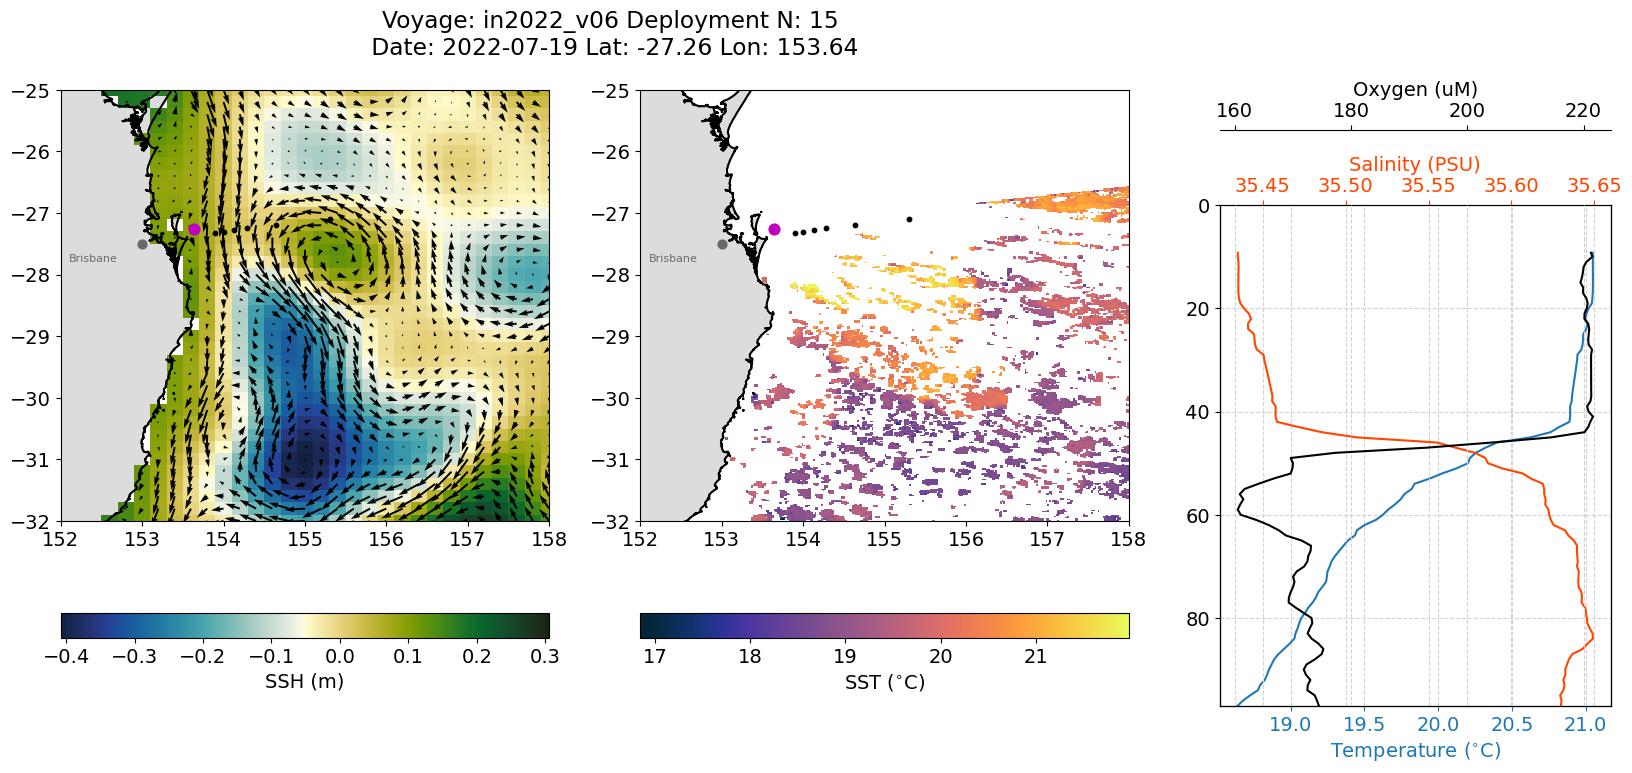 Voyage: in2022_v06 Deployment N: 15
Date: 2022-07-19 Lat: -27.26 Lon: 153.64
−25
−26
−27
−28
−29
−30
−31
−32
152 153 154 155 156 157 158
Brisbane
−0.4 −0.3 −0.2 −0.1 0.0 0.1 0.2 0.3
SSH (m)
−25
−26
−27
−28
−29
−30
−31
−32
152 153 154 155 156 157 158
Brisbane
17 18 19 20 21
SST (°C)
Oxygen (uM)
160 180 200 220
Salinity (PSU)
35.45 35.50 35.55 35.60 35.65
0
20
40
60
80
19.0 19.5 20.0 20.5 21.0
Temperature (°C)